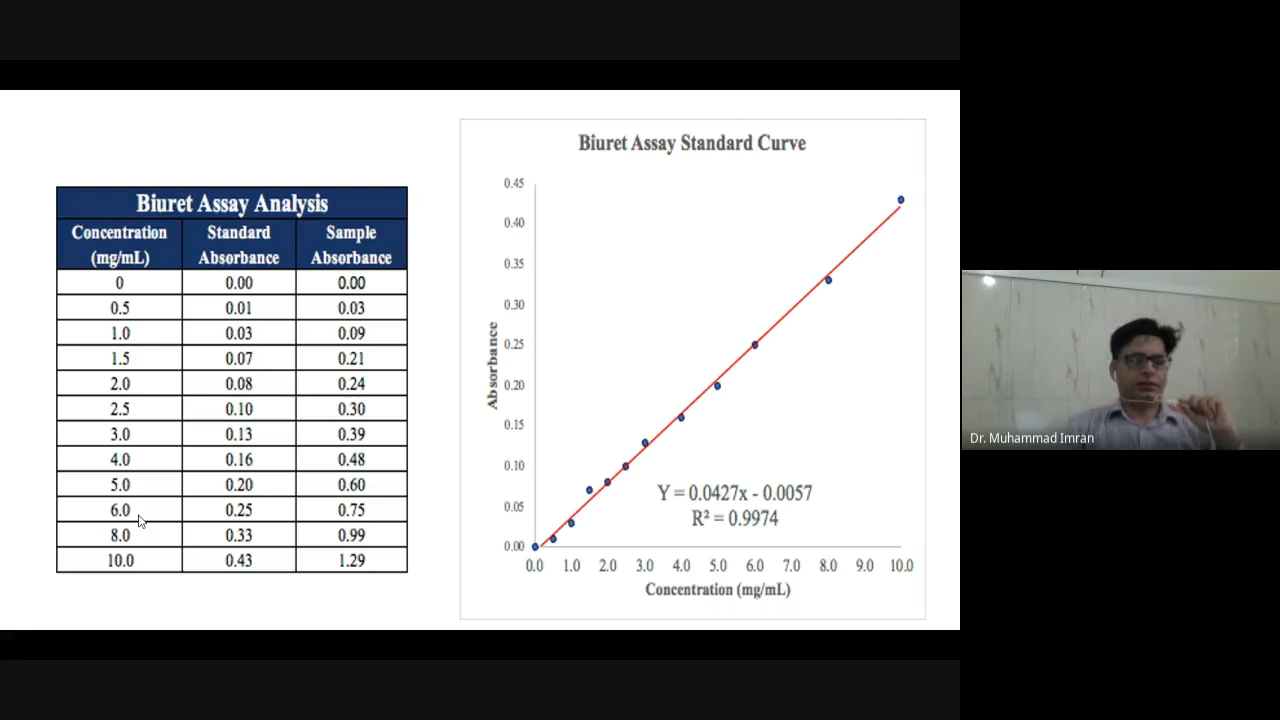 Biuret Assay Analysis
Concentration (mg/mL) Standard Absorbance Sample Absorbance
0 0.00 0.00
0.5 0.01 0.03
1.0 0.03 0.09
1.5 0.07 0.21
2.0 0.08 0.24
2.5 0.10 0.30
3.0 0.13 0.39
4.0 0.16 0.48
5.0 0.20 0.60
6.0 0.25 0.75
8.0 0.33 0.99
10.0 0.43 1.29
Biuret Assay Standard Curve
Absorbance
0.45
0.40
0.35
0.30
0.25
0.20
0.15
0.10
0.05
0.00
Y = 0.0427x - 0.0057
R² = 0.9974
0.0 1.0 2.0 3.0 4.0 5.0 6.0 7.0 8.0 9.0 10.0
Concentration (mg/mL)
Dr. Muhammad Imran